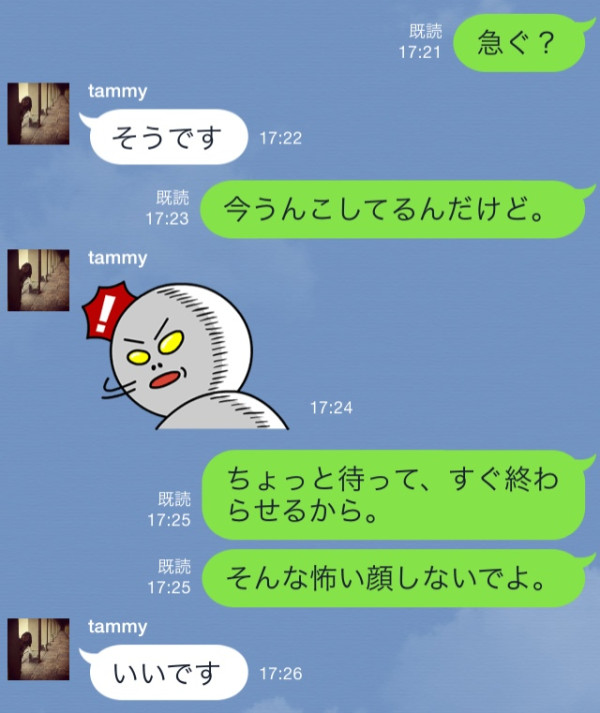 急ぐ？
既読
17:21
tammy
そうです
17:22
今うんこしてるんだけど。
既読
17:23
tammy
!
17:24
ちょっと待って、すぐ終わ
らせるから。
既読
17:25
そんな怖い顔しないでよ。
既読
17:25
tammy
いいです
17:26